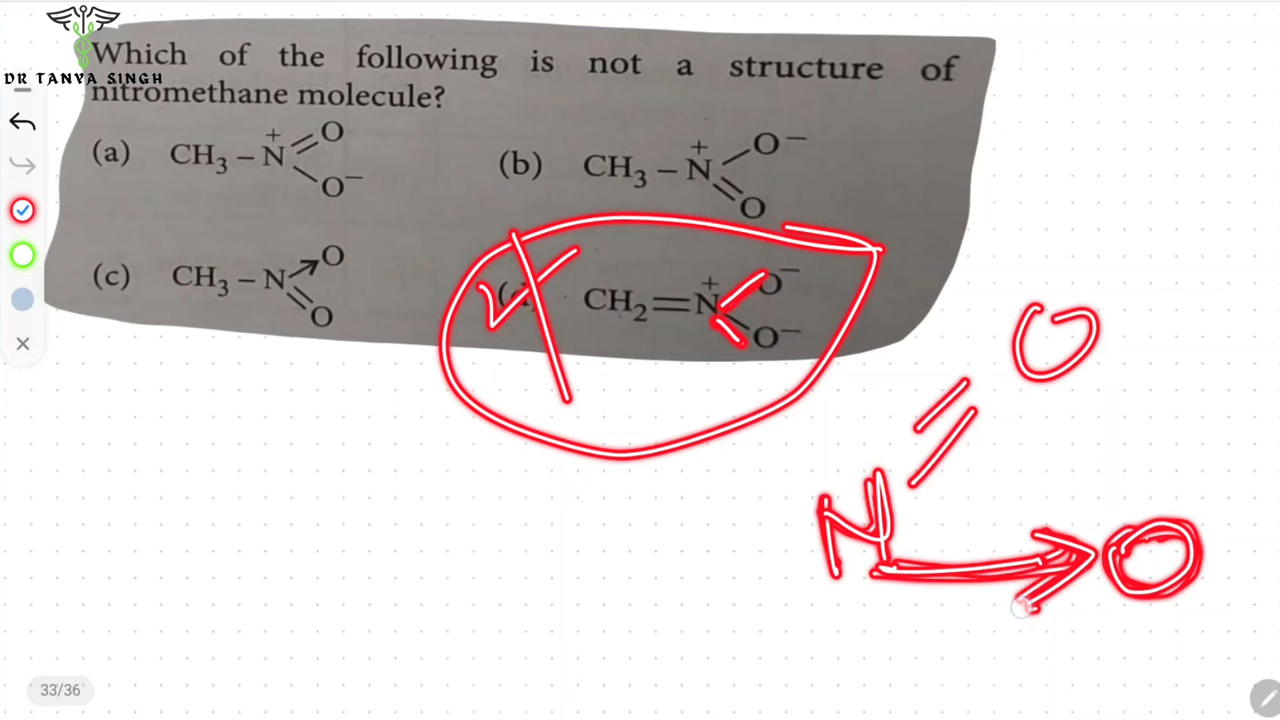 Which of the following is not a structure of
DR TANYA SINGH
nitromethane molecule?
(a) CH₃ – N⁺ =O O⁻
(b) CH₃ – N⁺ O⁻ =O
(c) CH₃ – N →O =O
CH₂ = N⁺ O⁻ O⁻
O
N
O
33/36